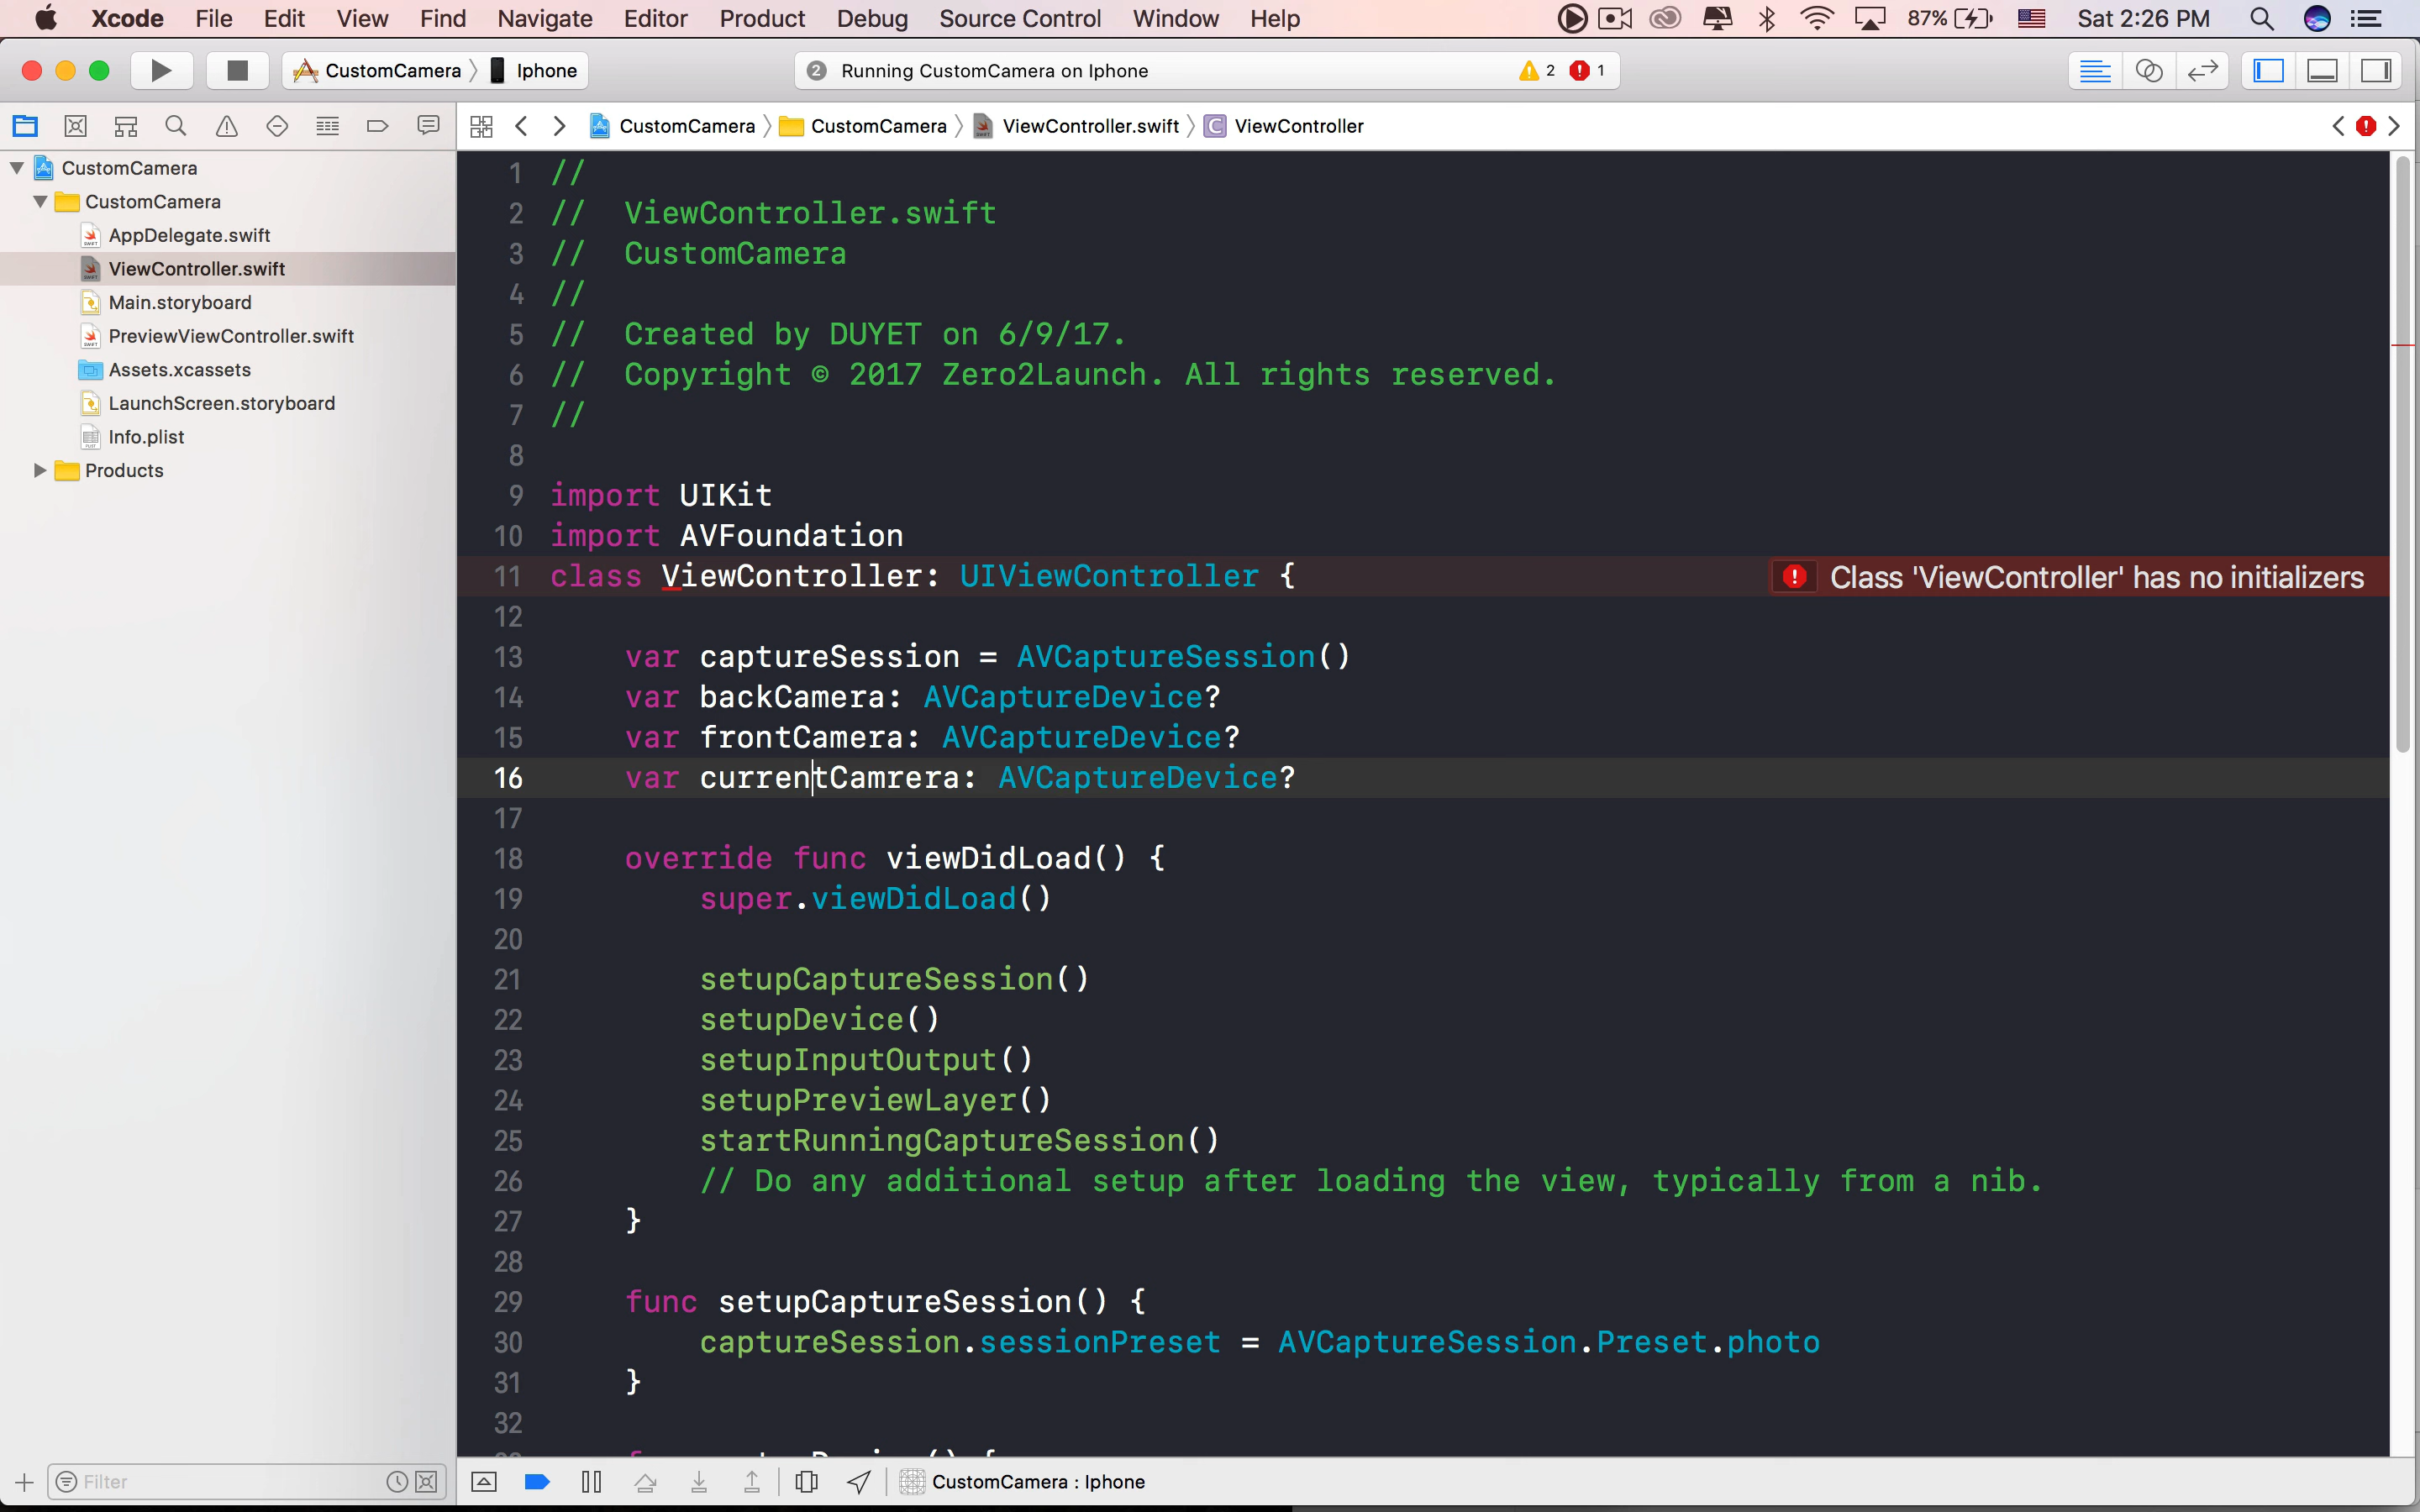 Xcode File Edit View Find Navigate Editor Product Debug Source Control Window Help 87% Sat 2:26 PM
CustomCamera Iphone 2 Running CustomCamera on Iphone 2 1
CustomCamera CustomCamera ViewController.swift C ViewController
CustomCamera
CustomCamera
AppDelegate.swift
ViewController.swift
Main.storyboard
PreviewViewController.swift
Assets.xcassets
LaunchScreen.storyboard
Info.plist
Products
1 //
2 //  ViewController.swift
3 //  CustomCamera
4 //
5 //  Created by DUYET on 6/9/17.
6 //  Copyright © 2017 Zero2Launch. All rights reserved.
7 //
8
9 import UIKit
10 import AVFoundation
11 class ViewController: UIViewController { Class 'ViewController' has no initializers
12
13     var captureSession = AVCaptureSession()
14     var backCamera: AVCaptureDevice?
15     var frontCamera: AVCaptureDevice?
16     var currentCamrera: AVCaptureDevice?
17
18     override func viewDidLoad() {
19         super.viewDidLoad()
20
21         setupCaptureSession()
22         setupDevice()
23         setupInputOutput()
24         setupPreviewLayer()
25         startRunningCaptureSession()
26         // Do any additional setup after loading the view, typically from a nib.
27     }
28
29     func setupCaptureSession() {
30         captureSession.sessionPreset = AVCaptureSession.Preset.photo
31     }
32
Filter
CustomCamera : Iphone